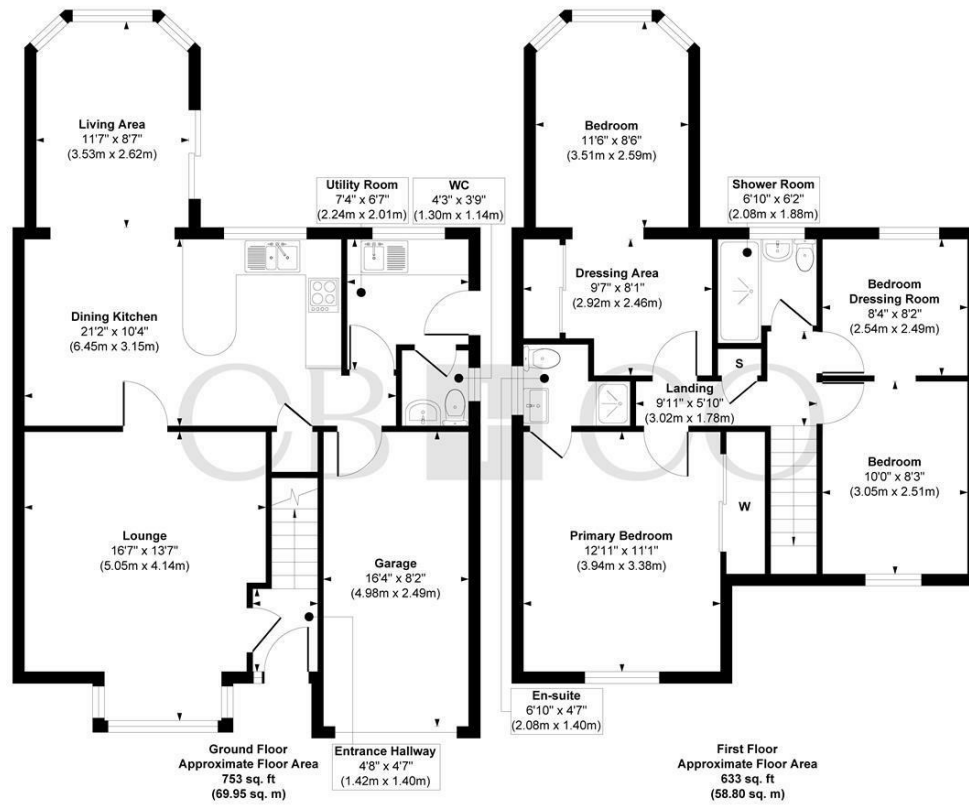 Living Area
11'7" x 8'7"
(3.53m x 2.62m)
Utility Room
7'4" x 6'7"
(2.24m x 2.01m)
WC
4'3" x 3'9"
(1.30m x 1.14m)
Dining Kitchen
21'2" x 10'4"
(6.45m x 3.15m)
Lounge
16'7" x 13'7"
(5.05m x 4.14m)
Garage
16'4" x 8'2"
(4.98m x 2.49m)
Entrance Hallway
4'8" x 4'7"
(1.42m x 1.40m)
Ground Floor
Approximate Floor Area
753 sq. ft
(69.95 sq. m)
Bedroom
11'6" x 8'6"
(3.51m x 2.59m)
Shower Room
6'10" x 6'2"
(2.08m x 1.88m)
Dressing Area
9'7" x 8'1"
(2.92m x 2.46m)
Bedroom
Dressing Room
8'4" x 8'2"
(2.54m x 2.49m)
S
Landing
9'11" x 5'10"
(3.02m x 1.78m)
Bedroom
10'0" x 8'3"
(3.05m x 2.51m)
W
Primary Bedroom
12'11" x 11'1"
(3.94m x 3.38m)
En-suite
6'10" x 4'7"
(2.08m x 1.40m)
First Floor
Approximate Floor Area
633 sq. ft
(58.80 sq. m)
CB CO